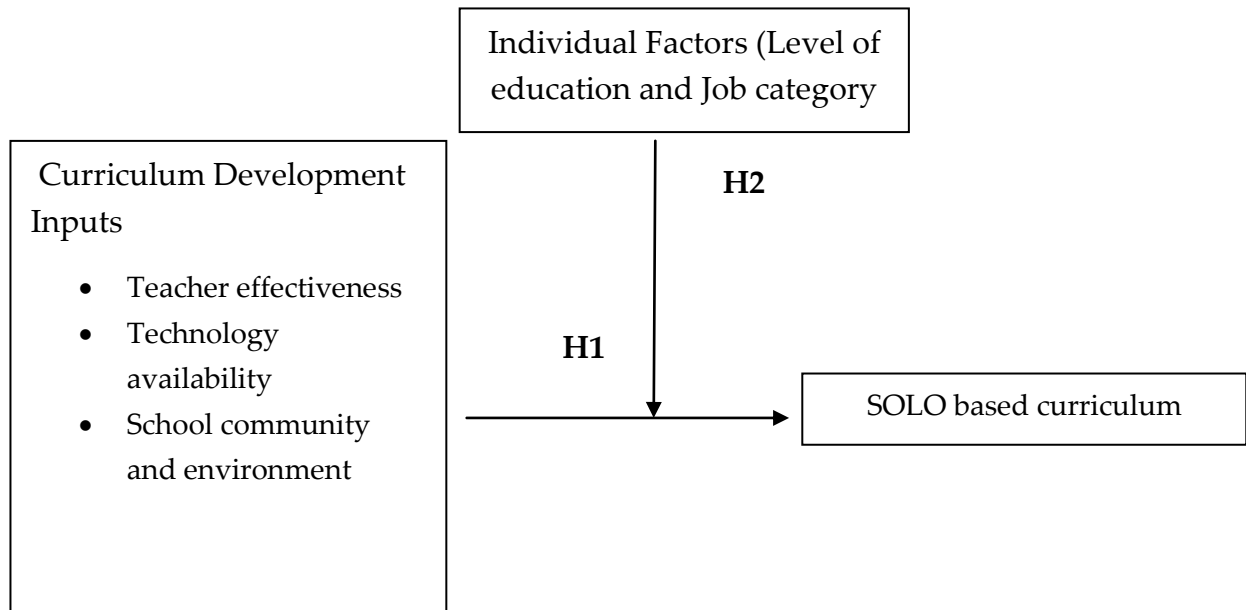 Individual Factors (Level of
education and Job category
Curriculum Development
Inputs
H2
• Teacher effectiveness
• Technology
availability
• School community
and environment
H1
SOLO based curriculum